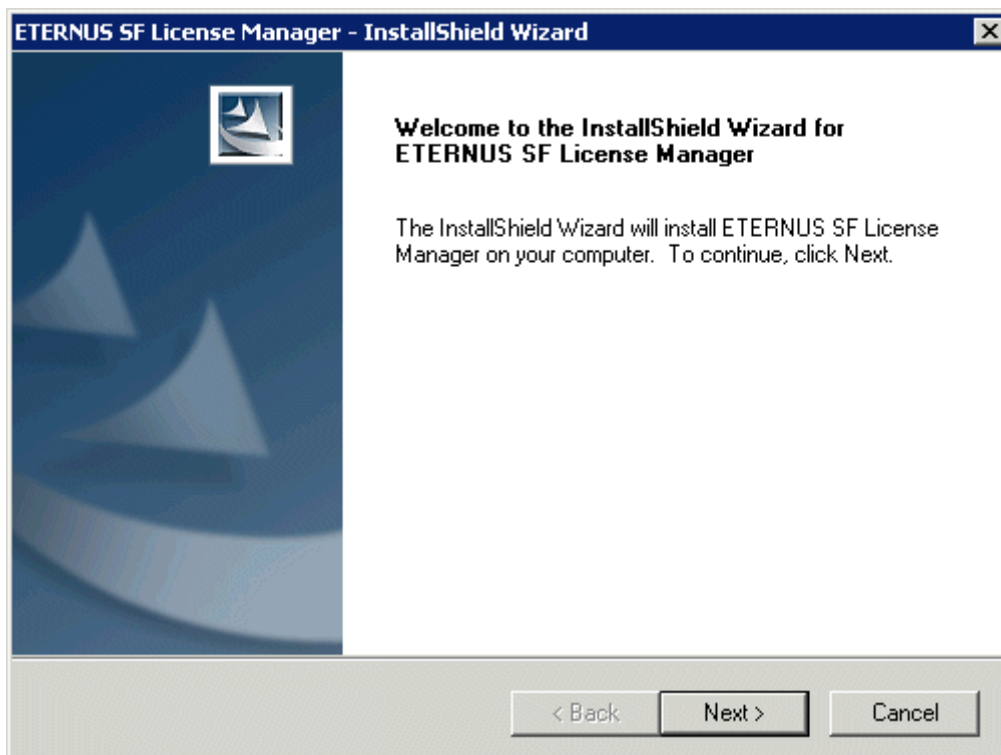 ETERNUS SF License Manager - InstallShield Wizard
Welcome to the InstallShield Wizard for
ETERNUS SF License Manager
The InstallShield Wizard will install ETERNUS SF License
Manager on your computer.  To continue, click Next.
< Back
Next >
Cancel